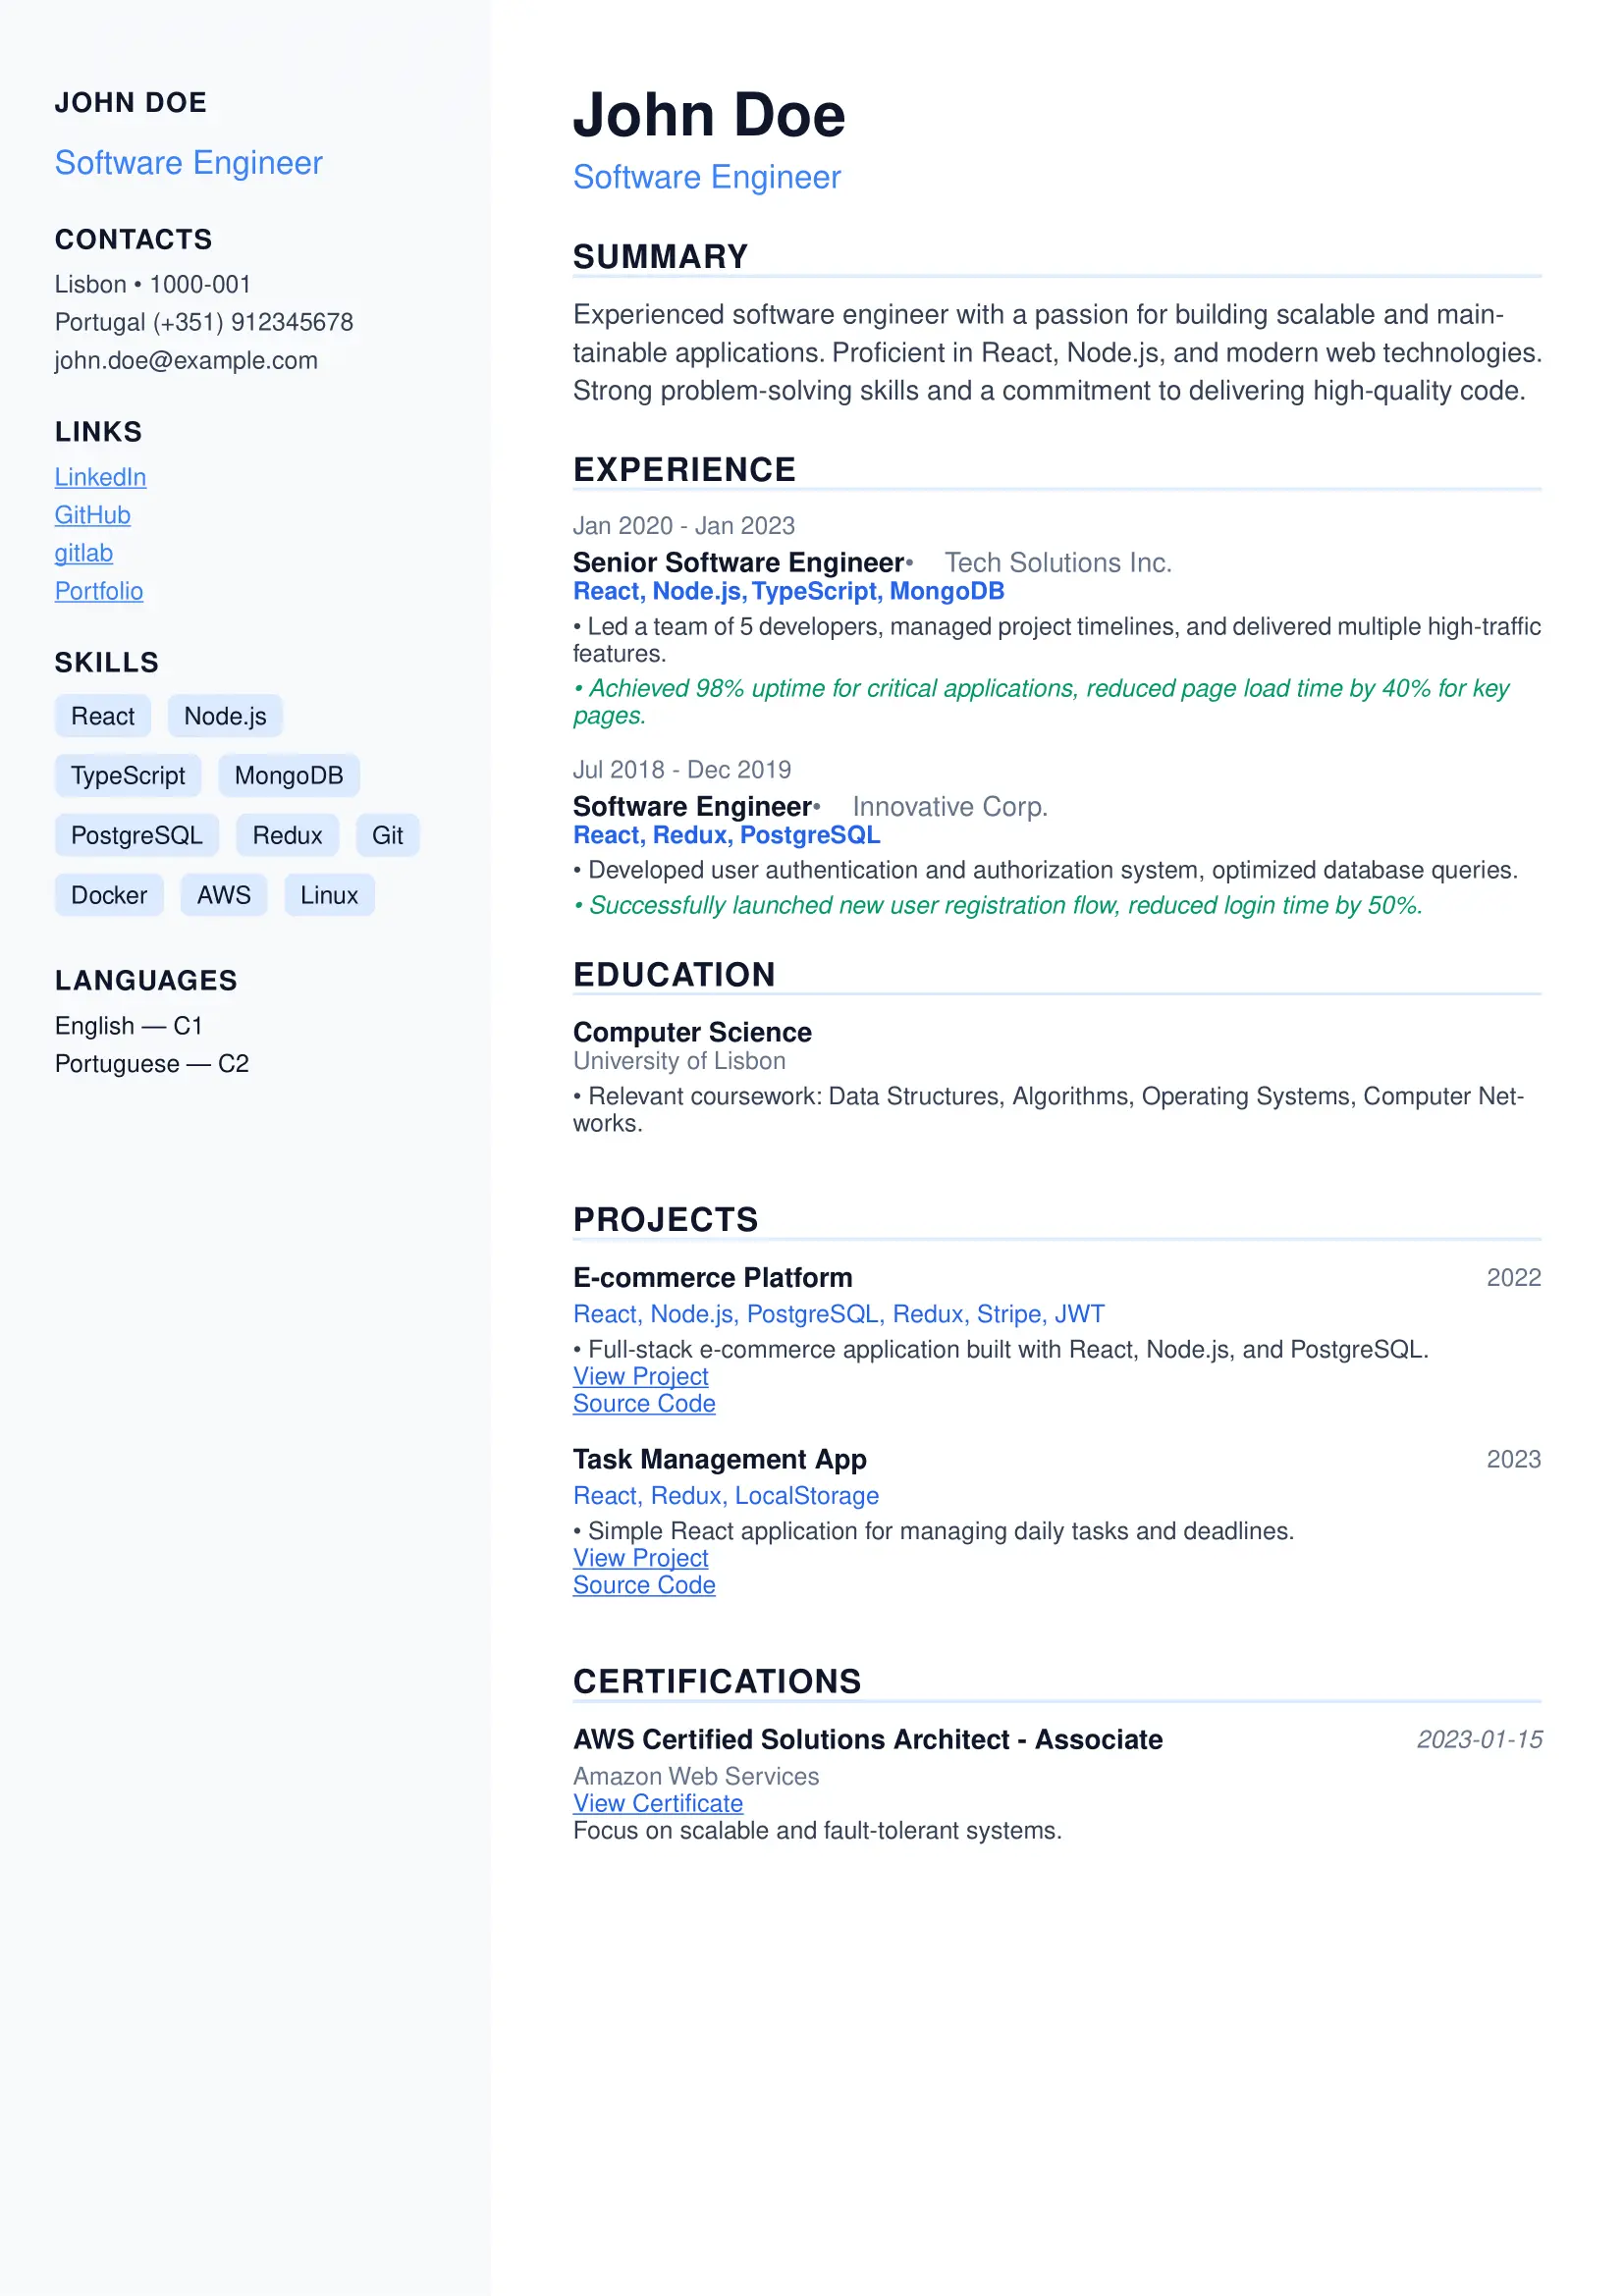 JOHN DOE
Software Engineer
CONTACTS
Lisbon • 1000-001
Portugal (+351) 912345678
john.doe@example.com
LINKS
LinkedIn
GitHub
gitlab
Portfolio
SKILLS
React Node.js
TypeScript MongoDB
PostgreSQL Redux Git
Docker AWS Linux
LANGUAGES
English — C1
Portuguese — C2
John Doe
Software Engineer
SUMMARY
Experienced software engineer with a passion for building scalable and main-
tainable applications. Proficient in React, Node.js, and modern web technologies.
Strong problem-solving skills and a commitment to delivering high-quality code.
EXPERIENCE
Jan 2020 - Jan 2023
Senior Software Engineer• Tech Solutions Inc.
React, Node.js, TypeScript, MongoDB
• Led a team of 5 developers, managed project timelines, and delivered multiple high-traffic
features.
• Achieved 98% uptime for critical applications, reduced page load time by 40% for key
pages.
Jul 2018 - Dec 2019
Software Engineer• Innovative Corp.
React, Redux, PostgreSQL
• Developed user authentication and authorization system, optimized database queries.
• Successfully launched new user registration flow, reduced login time by 50%.
EDUCATION
Computer Science
University of Lisbon
• Relevant coursework: Data Structures, Algorithms, Operating Systems, Computer Net-
works.
PROJECTS
E-commerce Platform 2022
React, Node.js, PostgreSQL, Redux, Stripe, JWT
• Full-stack e-commerce application built with React, Node.js, and PostgreSQL.
View Project
Source Code
Task Management App 2023
React, Redux, LocalStorage
• Simple React application for managing daily tasks and deadlines.
View Project
Source Code
CERTIFICATIONS
AWS Certified Solutions Architect - Associate 2023-01-15
Amazon Web Services
View Certificate
Focus on scalable and fault-tolerant systems.